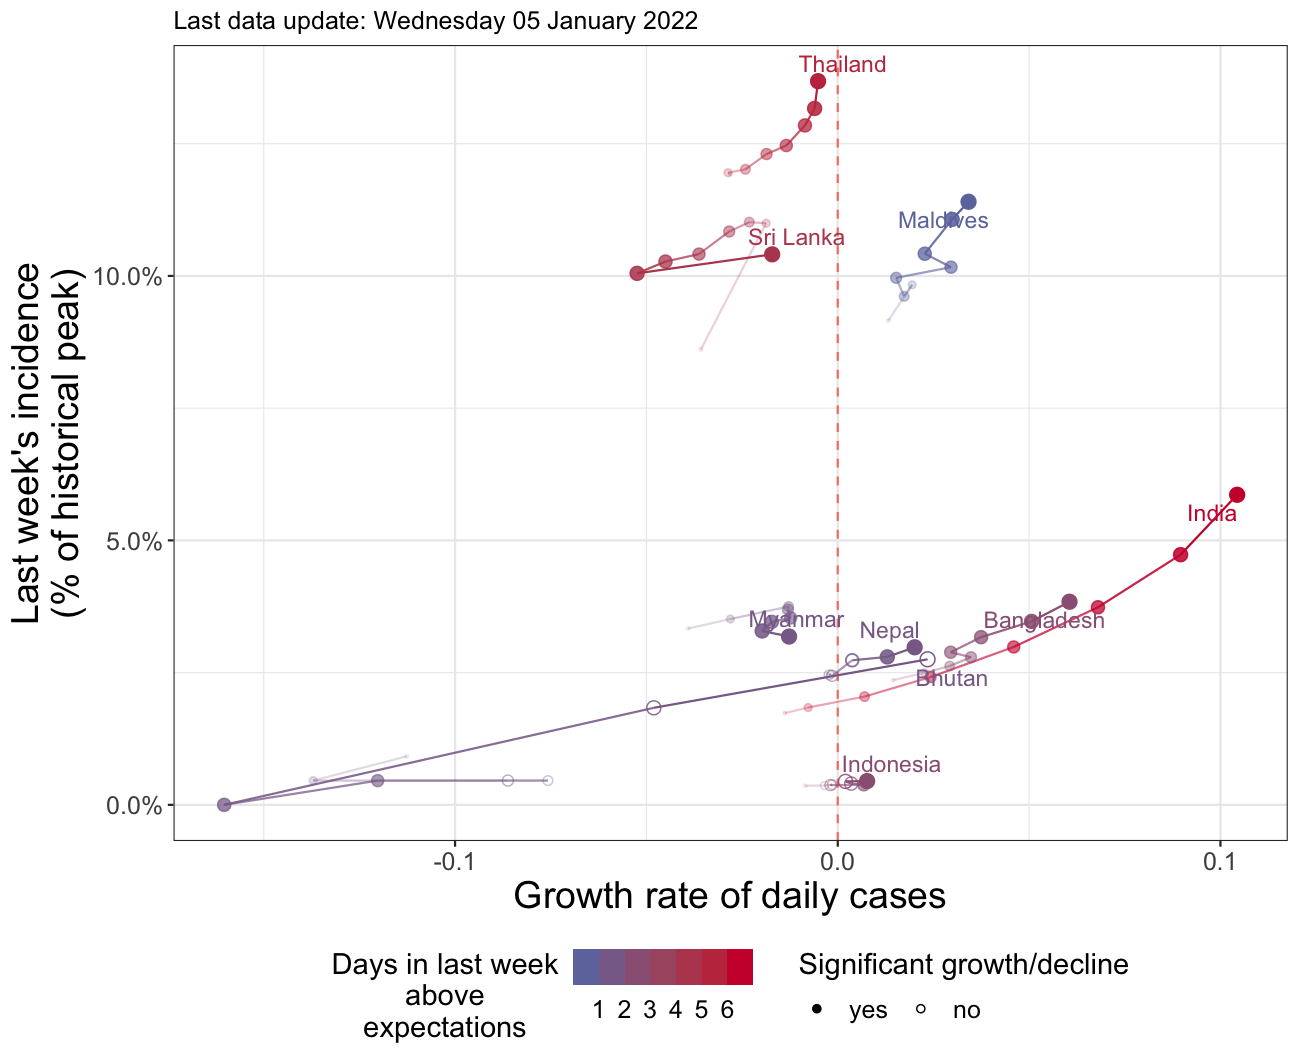 Last data update: Wednesday 05 January 2022
Thailand
Maldives
Sri Lanka
India
Myanmar
Nepal
Bangladesh
Bhutan
Indonesia
10.0%
5.0%
0.0%
Last week's incidence
(% of historical peak)
-0.1 0.0 0.1
Growth rate of daily cases
Days in last week
above
expectations
1 2 3 4 5 6
Significant growth/decline
yes no